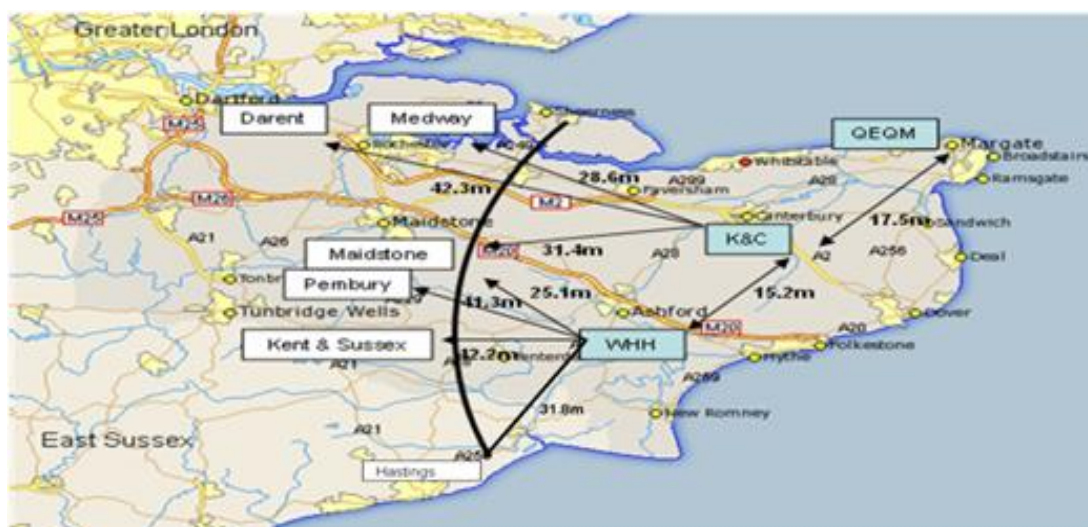 Greater London
Dartford
Darent
Medway
Sheerness
M25
Rochester
A249
QEQM
Margate
Broadstairs
Whitstable
A299
A28
Ramsgate
42.3m
28.6m
Faversham
M25
M26
M2
Canterbury
17.5m
Sandwich
A21
A26
Maidstone
M20
31.4m
K&C
A2
A256
Deal
Maidstone
A28
Pembury
41.3m
25.1m
15.2m
Tunbridge Wells
Ashford
M20
A20
Dover
Kent & Sussex
42.2m
WHH
Hythe
Folkestone
A21
A259
31.8m
New Romney
East Sussex
A21
Hastings